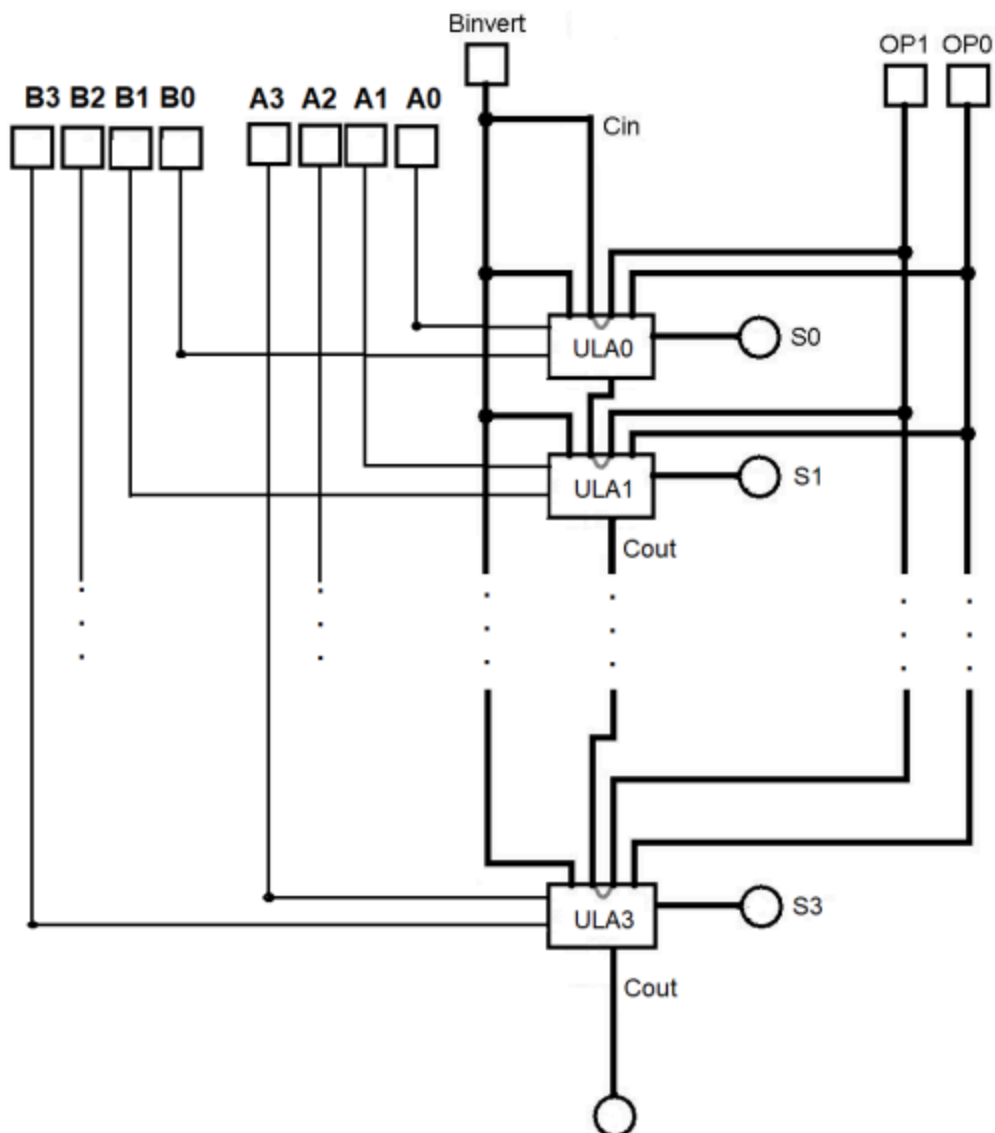 Binvert
OP1 OP0
B3 B2 B1 B0 A3 A2 A1 A0
Cin
ULA0
S0
ULA1
S1
Cout
ULA3
S3
Cout